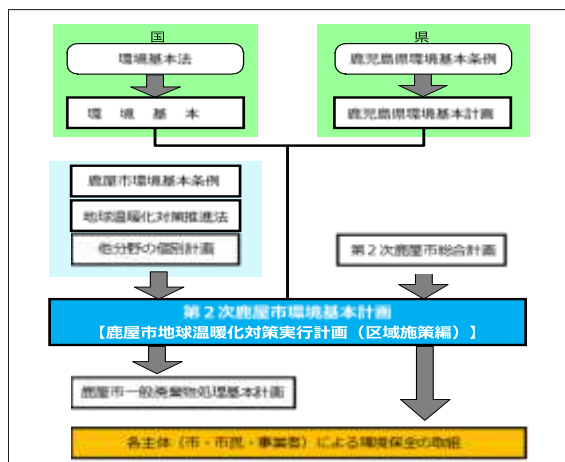 国
環境基本法
環　境　基　本
県
鹿児島県環境基本条例
鹿児島県環境基本計画
鹿屋市環境基本条例
地球温暖化対策推進法
他分野の個別計画
第２次鹿屋市総合計画
第２次鹿屋市環境基本計画
【鹿屋市地球温暖化対策実行計画（区域施策編）】
鹿屋市一般廃棄物処理基本計画
各主体（市・市民・事業者）による環境保全の取組